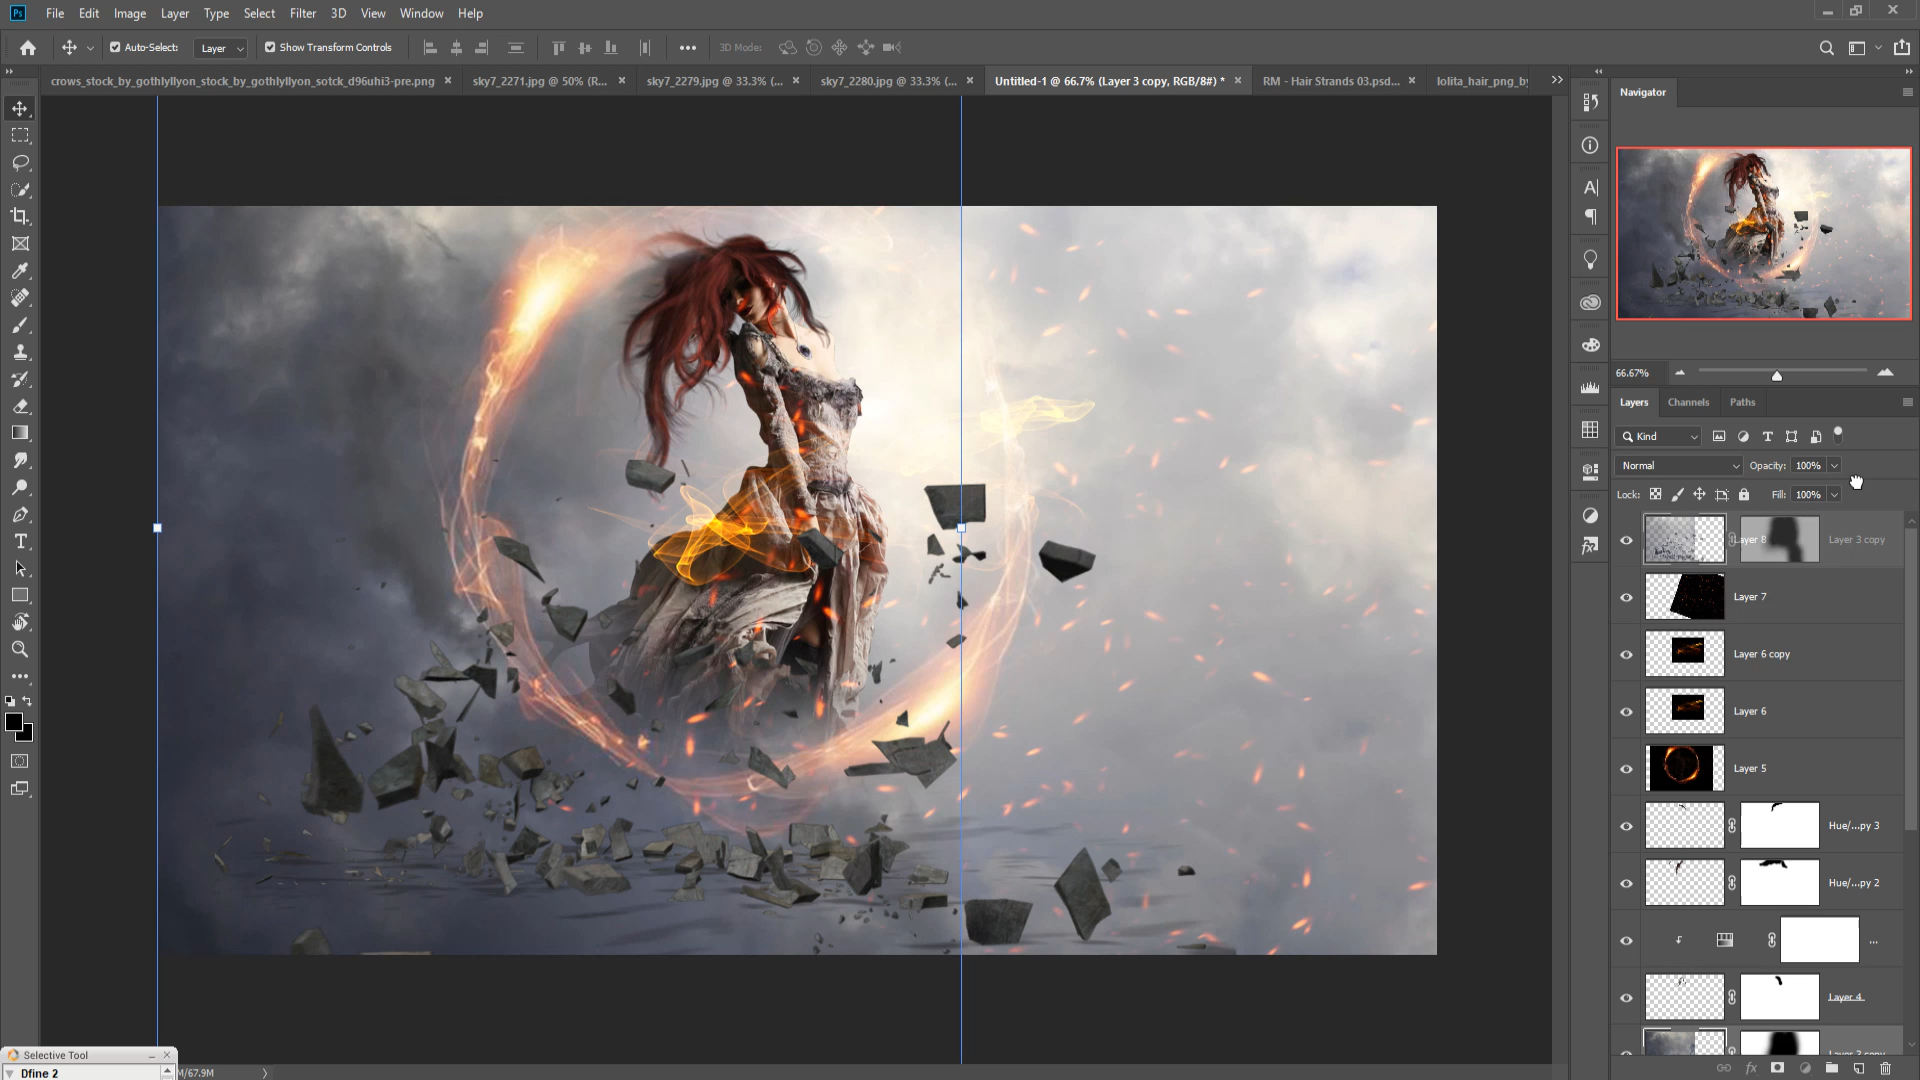 Ps File Edit Image Layer Type Select Filter 3D View Window Help
Auto-Select: Layer Show Transform Controls 3D Mode:
crows_stock_by_gothlyllyon_stock_by_gothlyllyon_sotck_d96uhi3-pre.png × sky7_2271.jpg @ 50% (R... × sky7_2279.jpg @ 33.3% (... × sky7_2280.jpg @ 33.3% (... × Untitled-1 @ 66.7% (Layer 3 copy, RGB/8#) * × RM - Hair Strands 03.psd... × lolita_hair_png_by
Navigator
66.67%
Layers Channels Paths
Kind
Normal Opacity: 100%
Lock: Fill: 100%
Layer 8 Layer 3 copy
Layer 7
Layer 6 copy
Layer 6
Layer 5
Hue/...py 3
Hue/...py 2
...
Layer 4
Layer 3 copy
Selective Tool
Dfine 2
M/67.9M